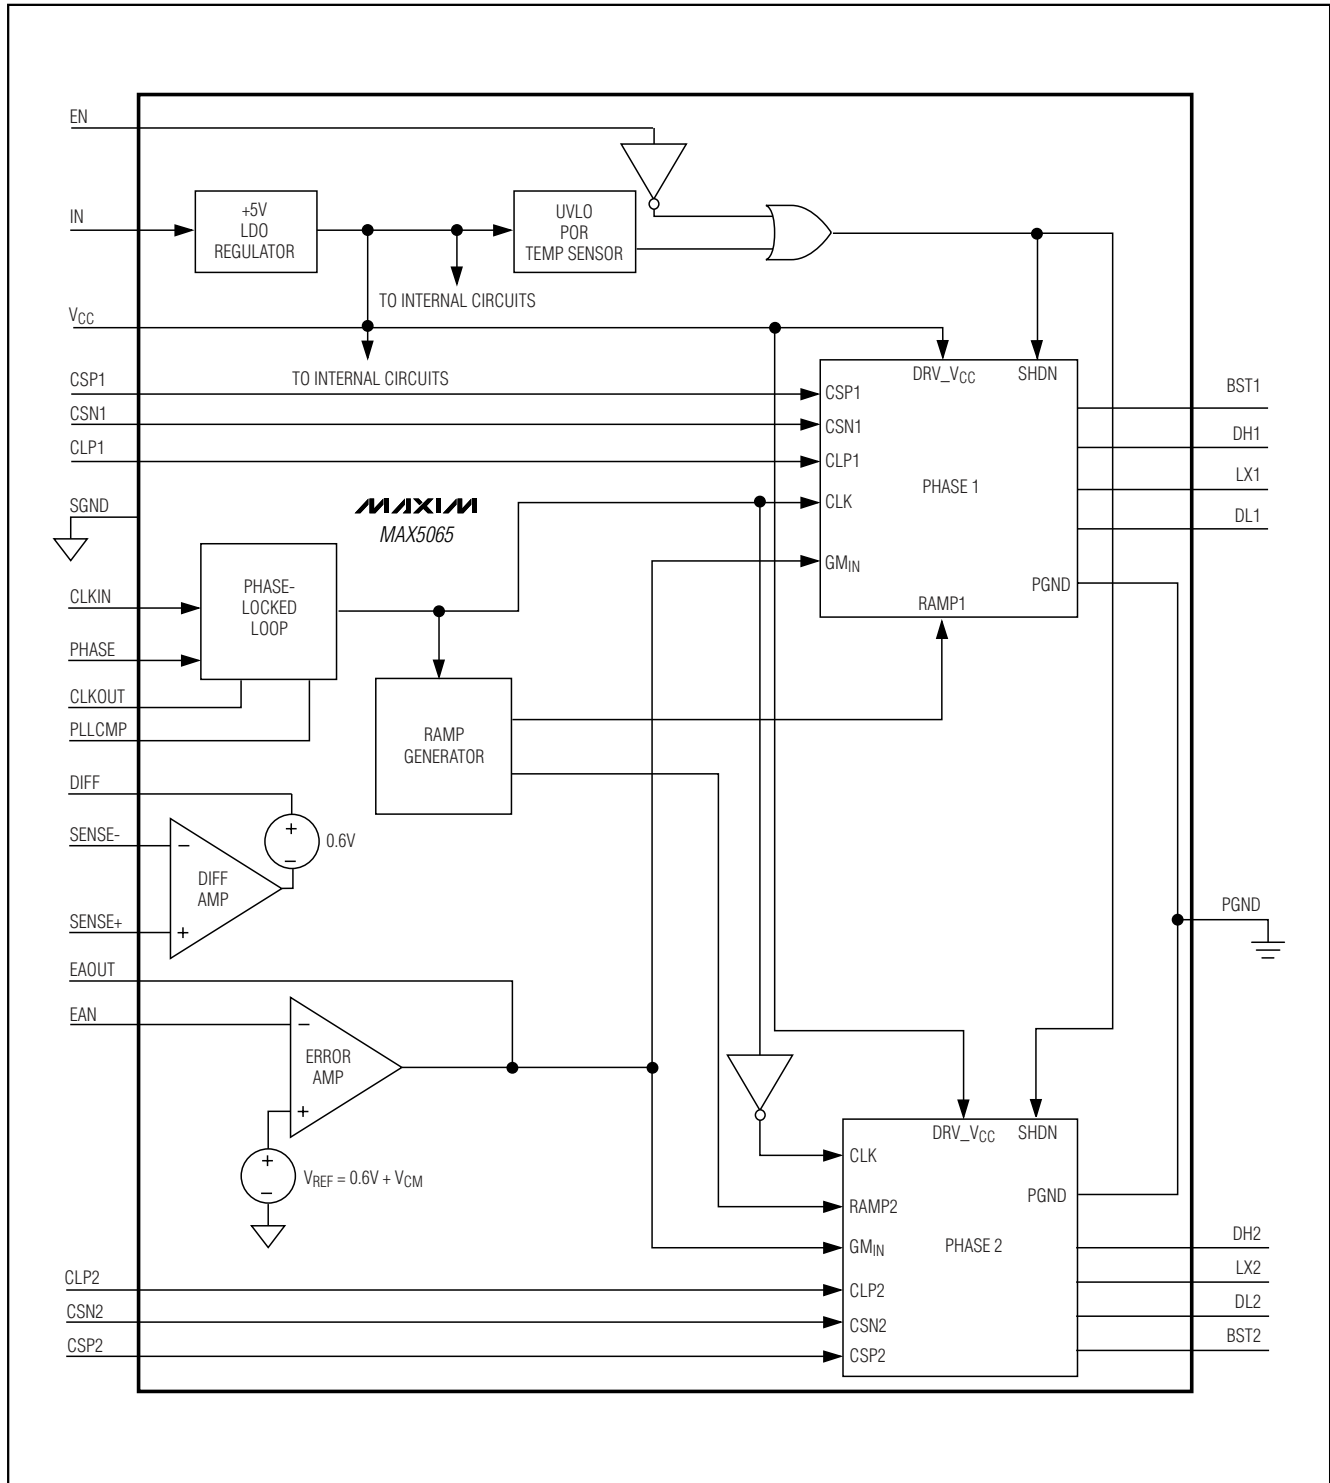 EN
IN
+5V
LDO
REGULATOR
UVLO
POR
TEMP SENSOR
TO INTERNAL CIRCUITS
VCC
TO INTERNAL CIRCUITS
CSP1
CSN1
CLP1
SGND
MAXIM
MAX5065
DRV_VCC
SHDN
CSP1
CSN1
CLP1
CLK
GMIN
PHASE 1
PGND
RAMP1
BST1
DH1
LX1
DL1
CLKIN
PHASE
CLKOUT
PLLCMP
PHASE-
LOCKED
LOOP
RAMP
GENERATOR
DIFF
SENSE-
SENSE+
+
−
0.6V
−
DIFF
AMP
+
PGND
EAOUT
EAN
−
ERROR
AMP
+
+
−
VREF = 0.6V + VCM
DRV_VCC
SHDN
CLK
RAMP2
GMIN
CLP2
CSN2
CSP2
PHASE 2
PGND
DH2
LX2
DL2
BST2
CLP2
CSN2
CSP2